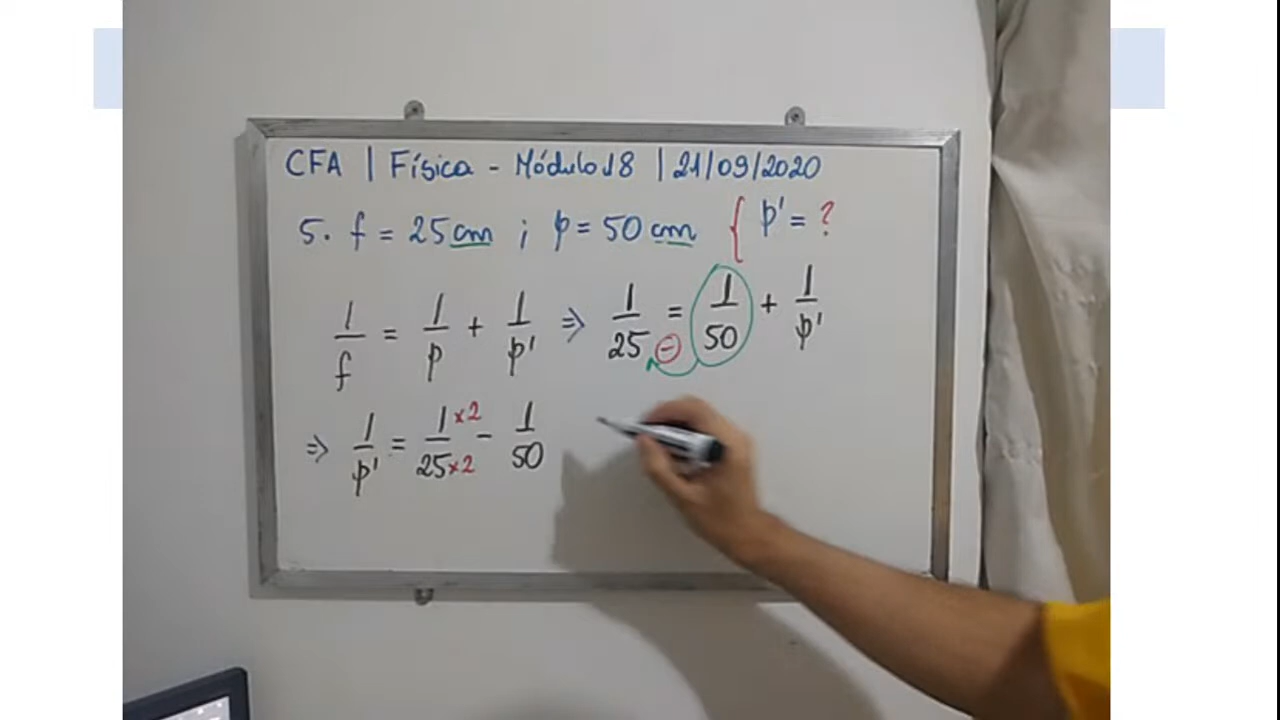 CFA | Física - Módulo 18 | 21/09/2020
5. f = 25 cm ; p = 50 cm { p' = ?
1/f = 1/p + 1/p' ⇒ 1/25 = 1/50 + 1/p' ⊖
⇒ 1/p' = 1×2/25×2 - 1/50